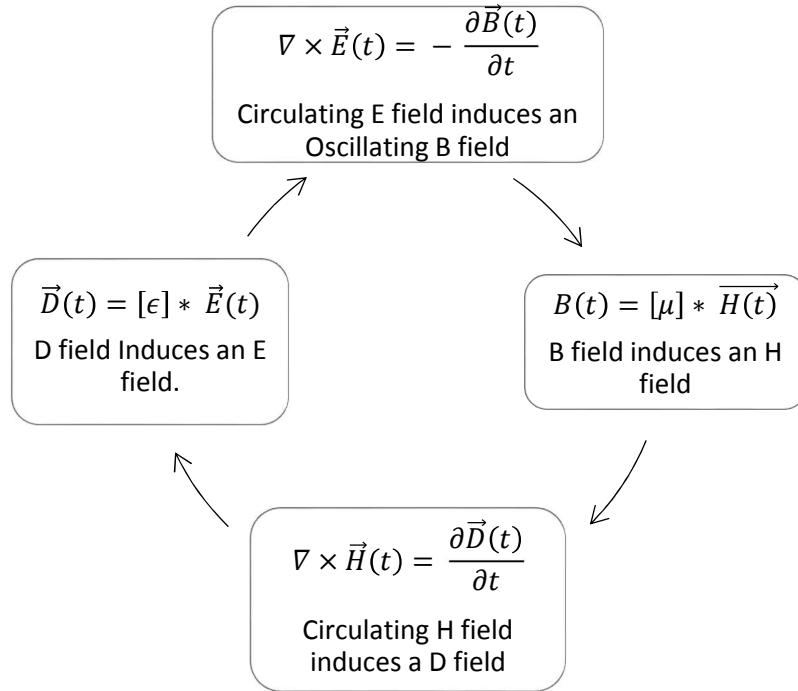 ∇ × E⃗(t) = − ∂B⃗(t)/∂t
Circulating E field induces an
Oscillating B field
D⃗(t) = [ϵ] ∗ E⃗(t)
D field Induces an E
field.
B(t) = [μ] ∗ H(t)⃗
B field induces an H
field
∇ × H⃗(t) = ∂D⃗(t)/∂t
Circulating H field
induces a D field